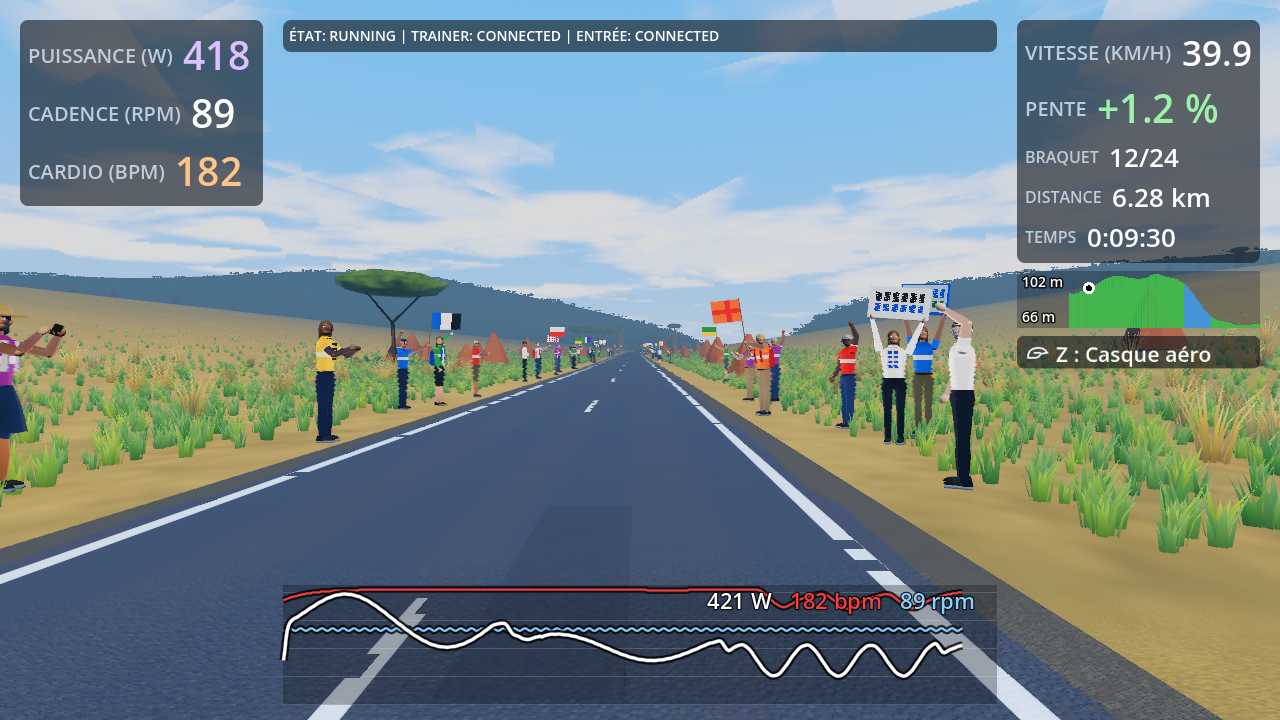 PUISSANCE (W) 418
CADENCE (RPM) 89
CARDIO (BPM) 182
ÉTAT: RUNNING | TRAINER: CONNECTED | ENTRÉE: CONNECTED
VITESSE (KM/H) 39.9
PENTE +1.2 %
BRAQUET 12/24
DISTANCE 6.28 km
TEMPS 0:09:30
102 m
66 m
Z : Casque aéro
421 W 182 bpm 89 rpm